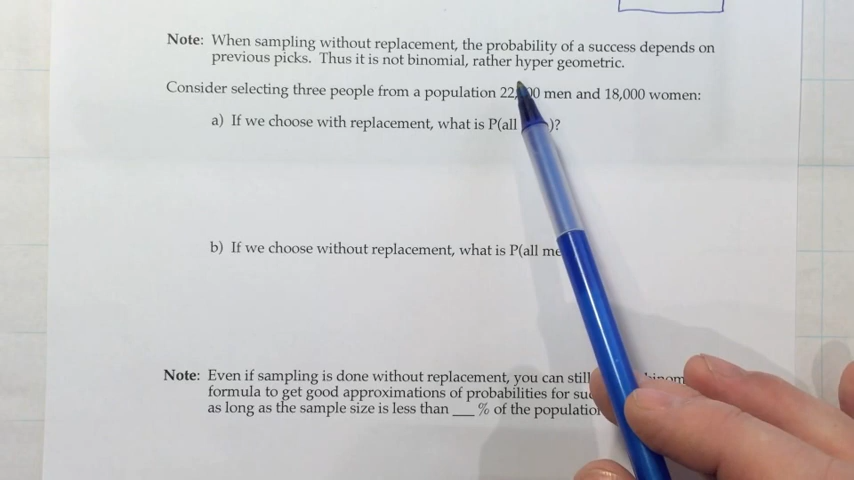 Note: When sampling without replacement, the probability of a success depends on
previous picks. Thus it is not binomial, rather hyper geometric.
Consider selecting three people from a population men and 18,000 women:
a) If we choose with replacement, what is P(all )?
b) If we choose without replacement, what is P(all me
Note: Even if sampling is done without replacement, you can still binom
formula to get good approximations of probabilities for suc
as long as the sample size is less than ___ % of the population